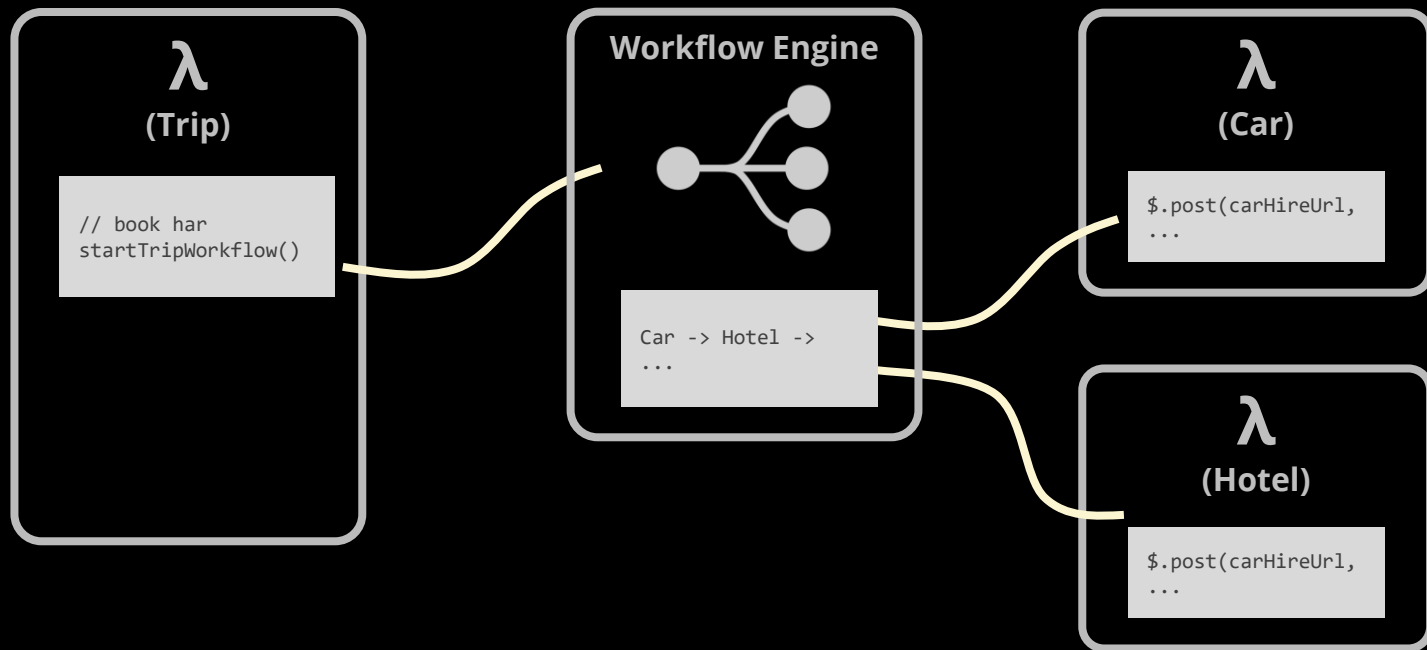 λ
(Trip)
// book har
startTripWorkflow()
Workflow Engine
Car -> Hotel ->
...
λ
(Car)
$.post(carHireUrl,
...
λ
(Hotel)
$.post(carHireUrl,
...